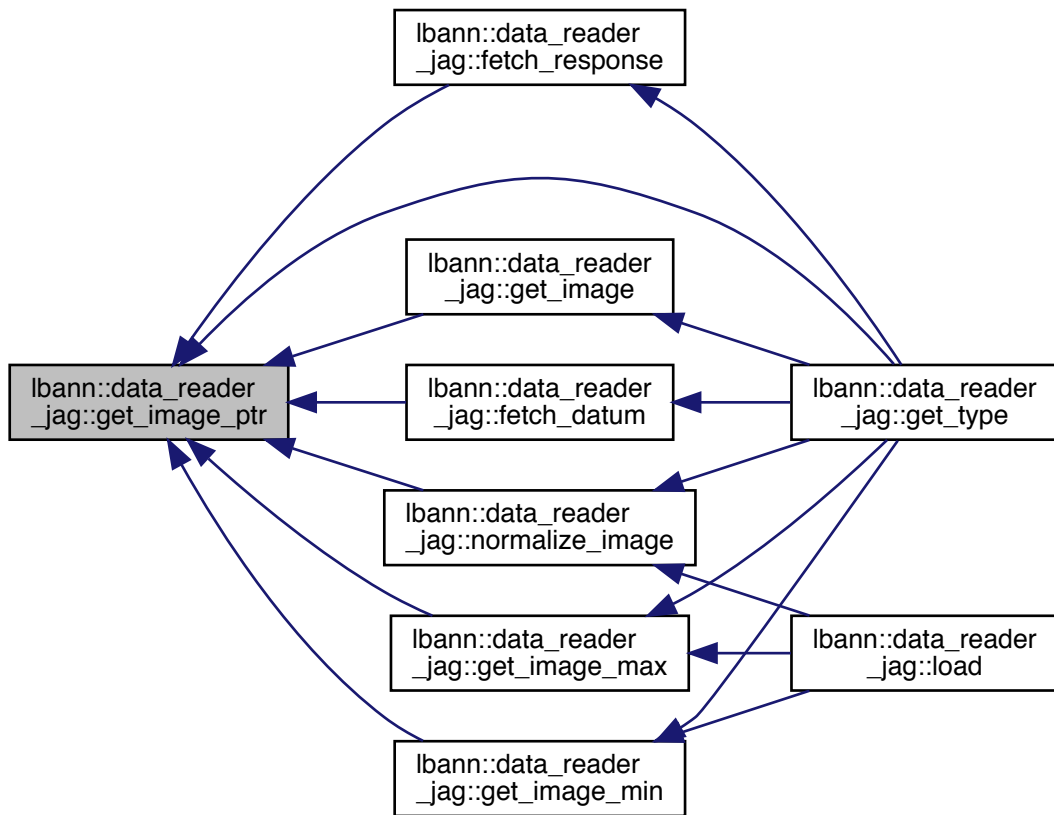 lbann::data_reader
_jag::fetch_response
lbann::data_reader
_jag::get_image
lbann::data_reader
_jag::get_image_ptr
lbann::data_reader
_jag::fetch_datum
lbann::data_reader
_jag::get_type
lbann::data_reader
_jag::normalize_image
lbann::data_reader
_jag::get_image_max
lbann::data_reader
_jag::load
lbann::data_reader
_jag::get_image_min